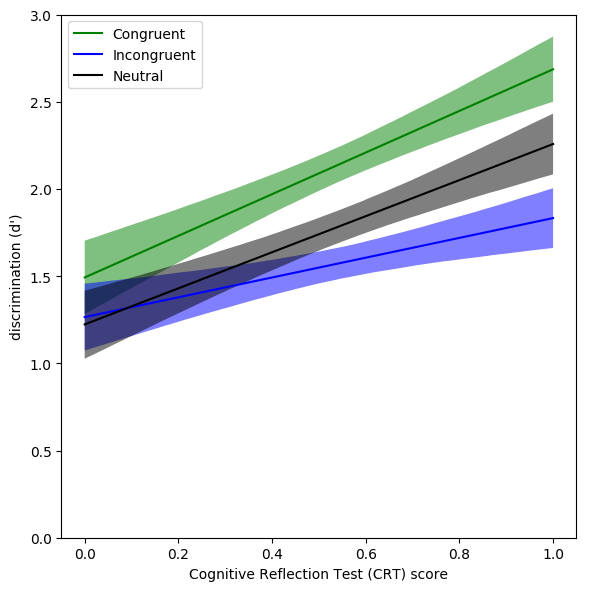 Congruent
Incongruent
Neutral
3.0
2.5
2.0
1.5
1.0
0.5
0.0
discrimination (d')
0.0 0.2 0.4 0.6 0.8 1.0
Cognitive Reflection Test (CRT) score